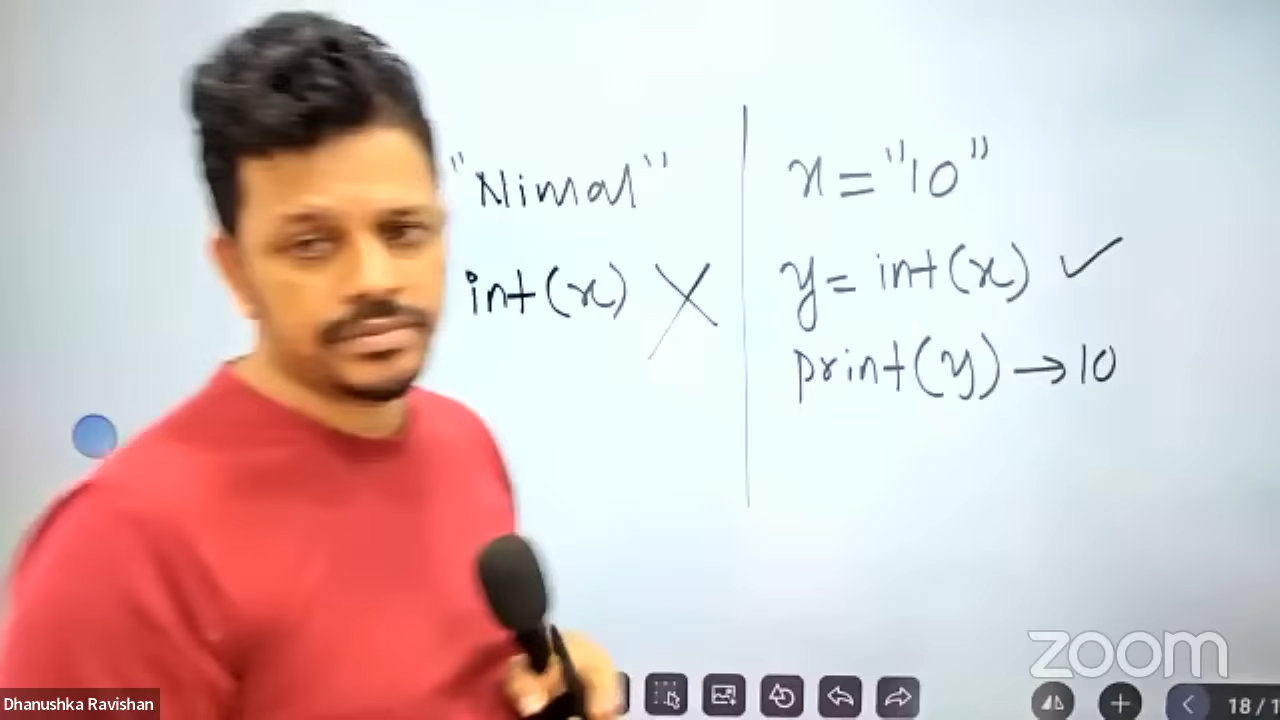 "Nimal"
int(x)
x = "10"
y = int(x) ✓
print(y) → 10
zoom
Dhanushka Ravishan
18/1